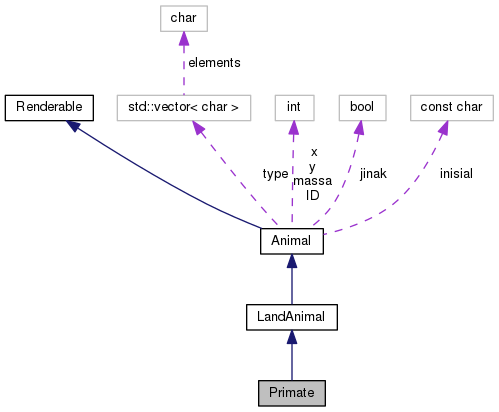 char
elements
Renderable
std::vector< char >
int
bool
const char
type
x
y
massa
ID
jinak
inisial
Animal
LandAnimal
Primate